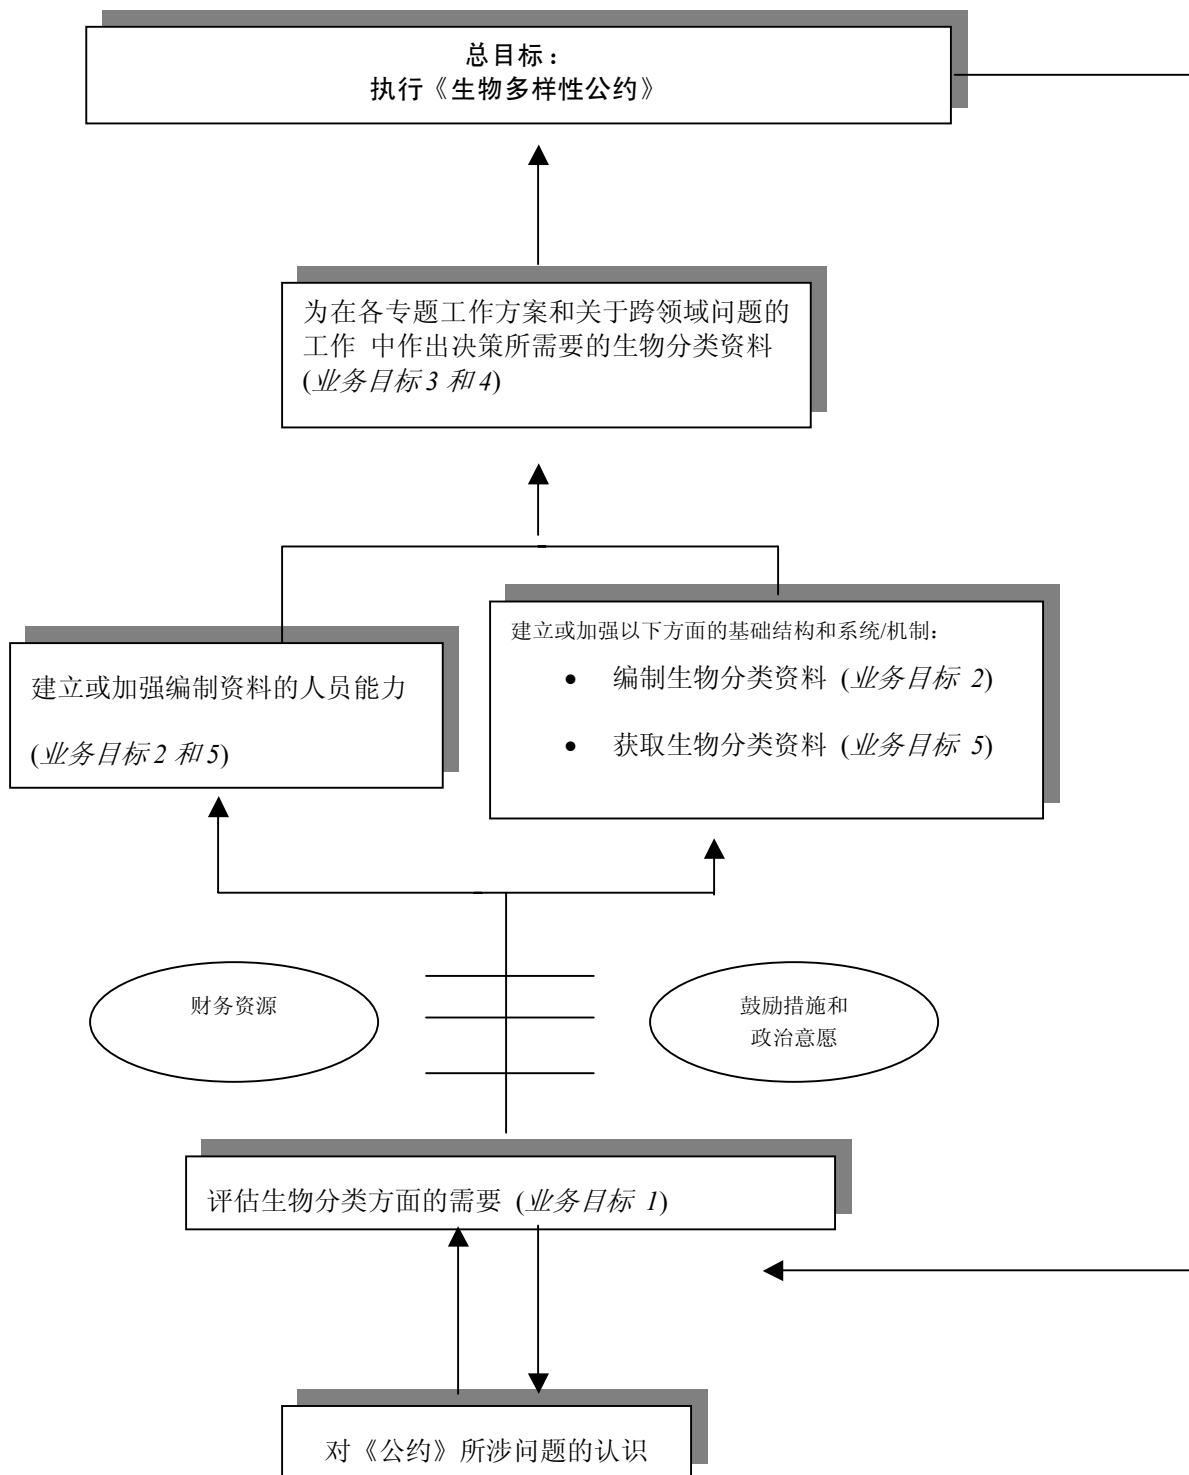 总目标：
执行《生物多样性公约》
为在各专题工作方案和关于跨领域问题的
工作 中作出决策所需要的生物分类资料
(业务目标 3 和 4)
建立或加强编制资料的人员能力
(业务目标 2 和 5)
建立或加强以下方面的基础结构和系统/机制：
• 编制生物分类资料 (业务目标 2)
• 获取生物分类资料 (业务目标 5)
财务资源
鼓励措施和
政治意愿
评估生物分类方面的需要 (业务目标 1)
对《公约》所涉问题的认识